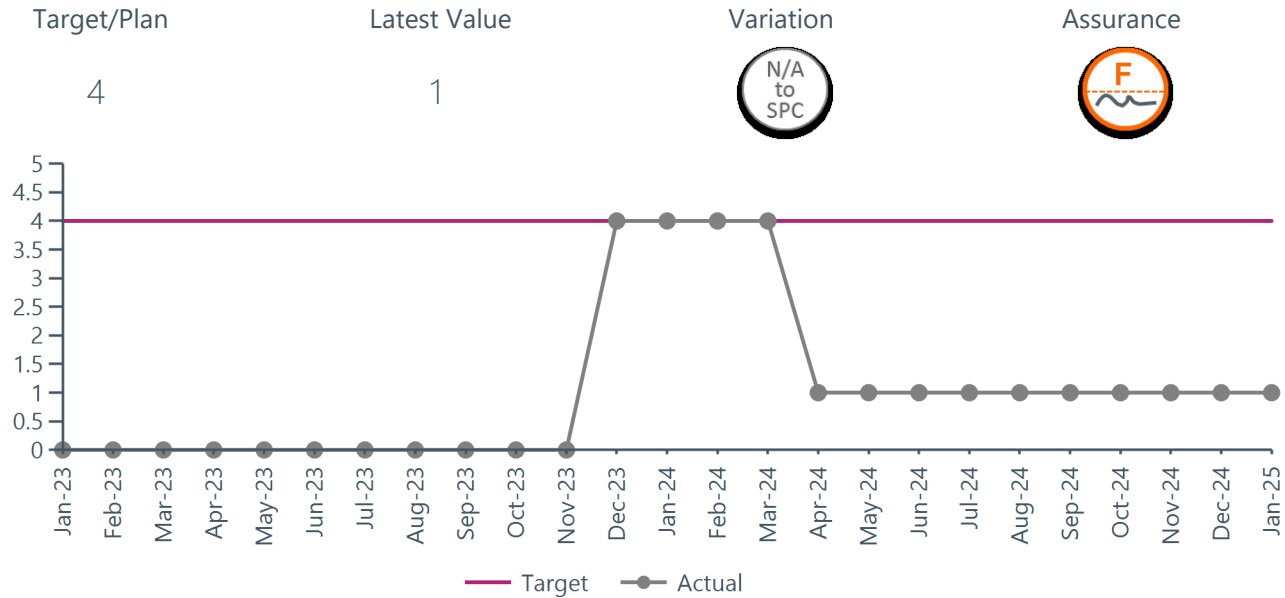 Target/Plan
Latest Value
Variation
Assurance
4
1
N/A
to
SPC
F
5
4.5
4
3.5
3
2.5
2
1.5
1
0.5
0
Jan-23
Feb-23
Mar-23
Apr-23
May-23
Jun-23
Jul-23
Aug-23
Sep-23
Oct-23
Nov-23
Dec-23
Jan-24
Feb-24
Mar-24
Apr-24
May-24
Jun-24
Jul-24
Aug-24
Sep-24
Oct-24
Nov-24
Dec-24
Jan-25
Target
Actual